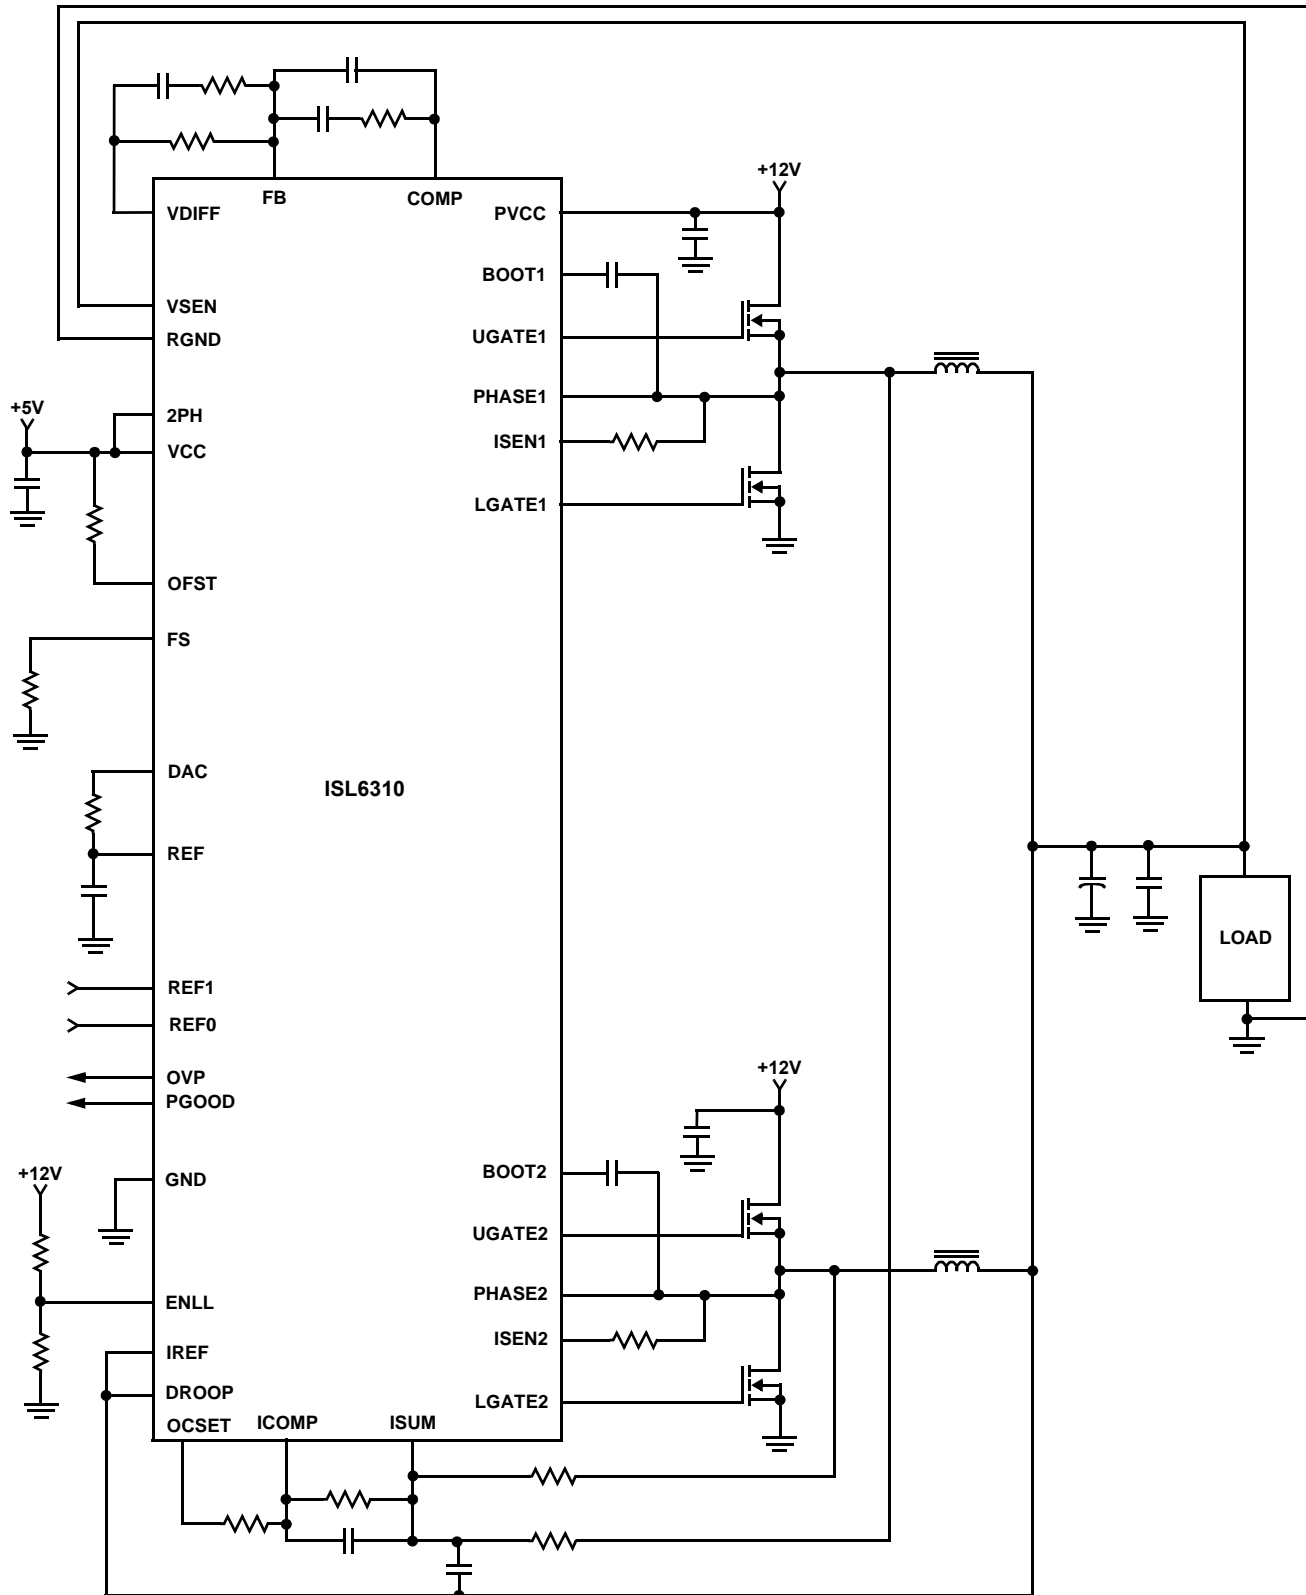 FB
COMP
+12V
VDIFF
PVCC
BOOT1
VSEN
RGND
UGATE1
PHASE1
+5V
2PH
VCC
ISEN1
LGATE1
OFST
FS
DAC
ISL6310
REF
LOAD
REF1
REF0
OVP
PGOOD
+12V
+12V
GND
BOOT2
UGATE2
ENLL
PHASE2
ISEN2
IREF
DROOP
LGATE2
OCSET
ICOMP
ISUM